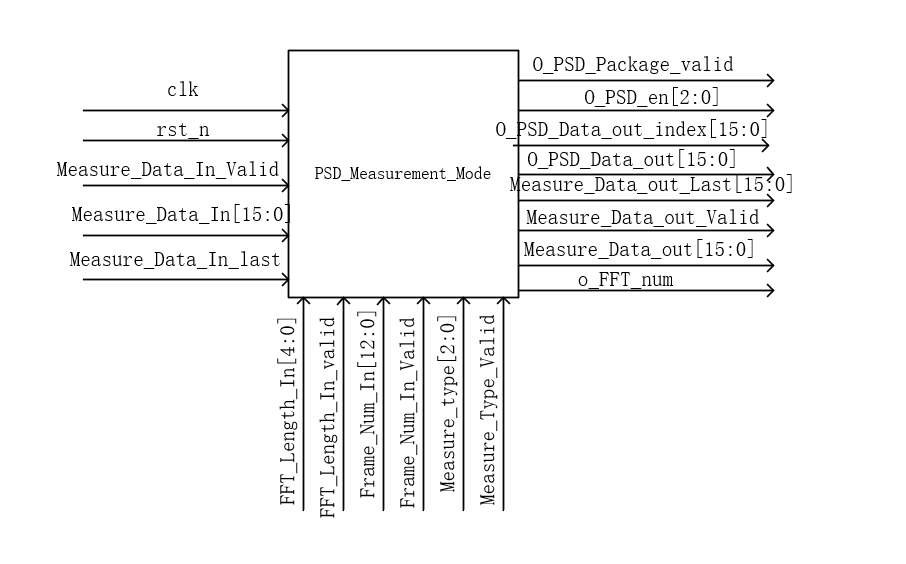 clk
rst_n
Measure_Data_In_Valid
Measure_Data_In[15:0]
Measure_Data_In_last
PSD_Measurement_Mode
O_PSD_Package_valid
O_PSD_en[2:0]
O_PSD_Data_out_index[15:0]
O_PSD_Data_out[15:0]
Measure_Data_out_Last[15:0]
Measure_Data_out_Valid
Measure_Data_out[15:0]
o_FFT_num
FFT_Length_In[4:0]
FFT_Length_In_valid
Frame_Num_In[12:0]
Frame_Num_In_Valid
Measure_type[2:0]
Measure_Type_Valid